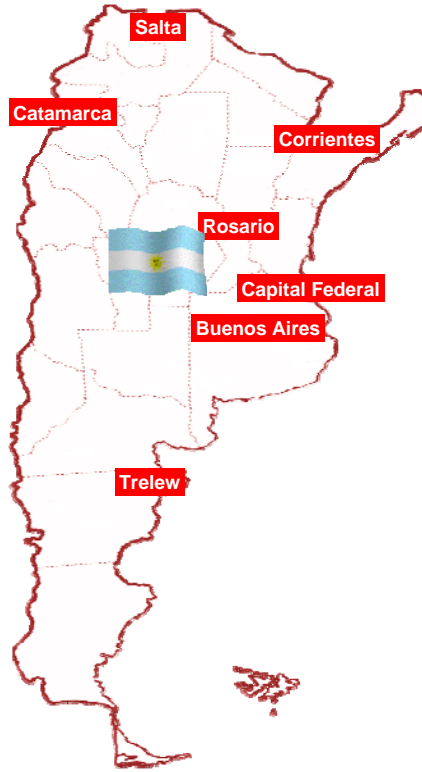 Salta
Catamarca
Corrientes
Rosario
Capital Federal
Buenos Aires
Trelew